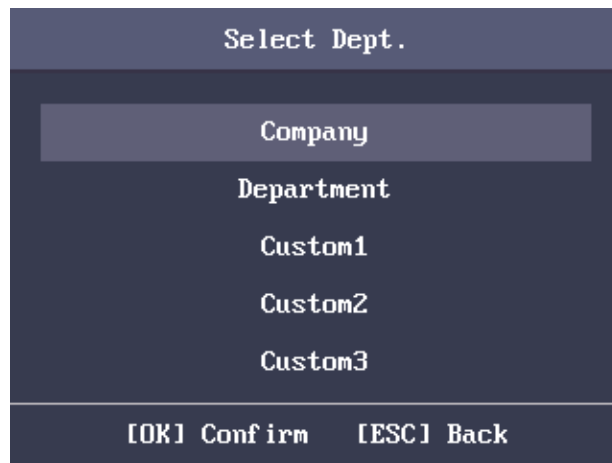 Select Dept.
Company
Department
Custom1
Custom2
Custom3
[OK] Confirm [ESC] Back